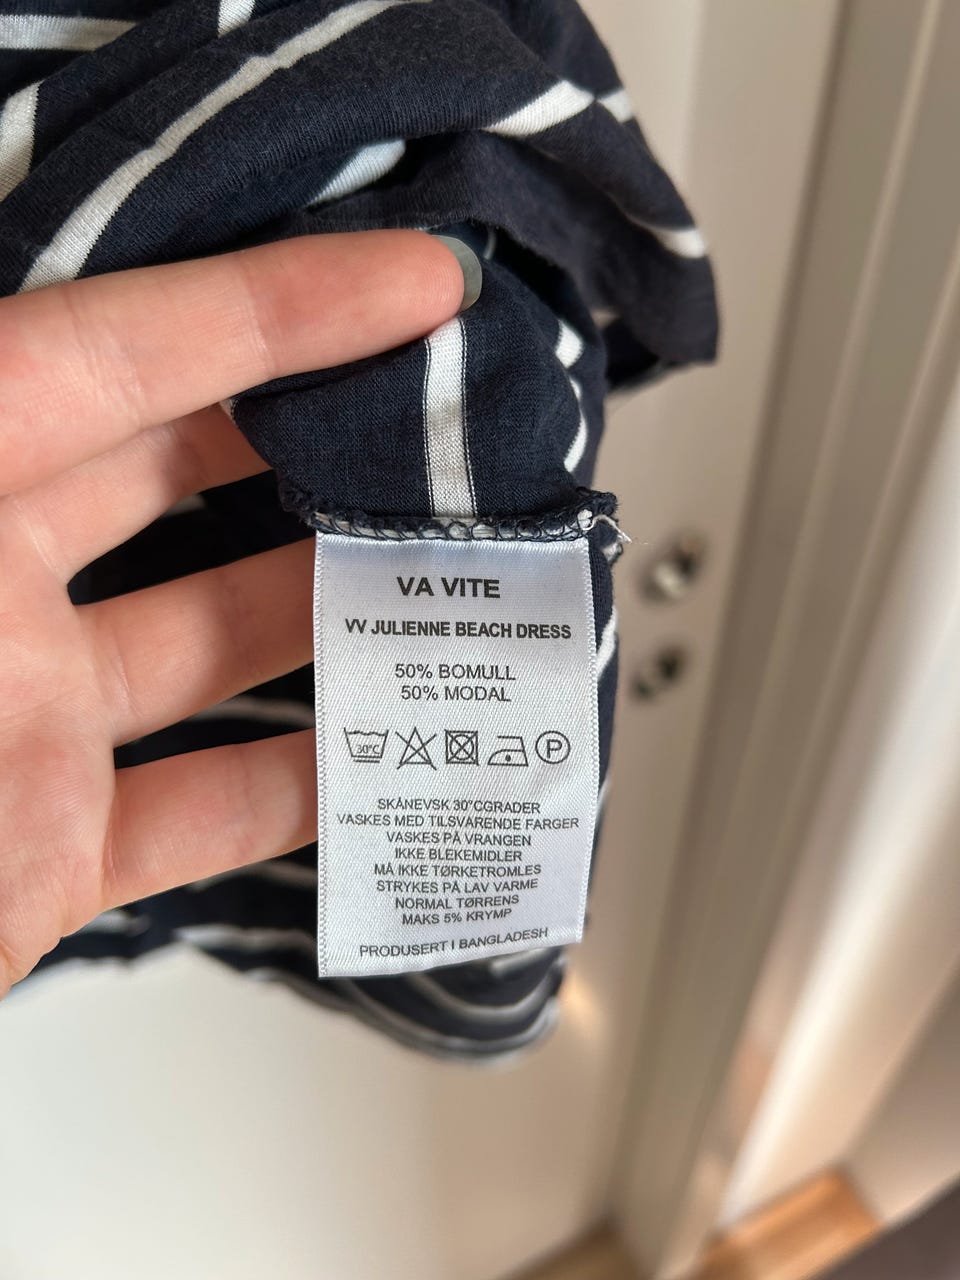 VA VITE
VV JULIENNE BEACH DRESS
50% BOMULL
50% MODAL
30°C P
SKÅNEVSK 30°CGRADER
VASKES MED TILSVARENDE FARGER
VASKES PÅ VRANGEN
IKKE BLEKEMIDLER
MÅ IKKE TØRKETROMLES
STRYKES PÅ LAV VARME
NORMAL TØRRENS
MAKS 5% KRYMP
PRODUSERT I BANGLADESH